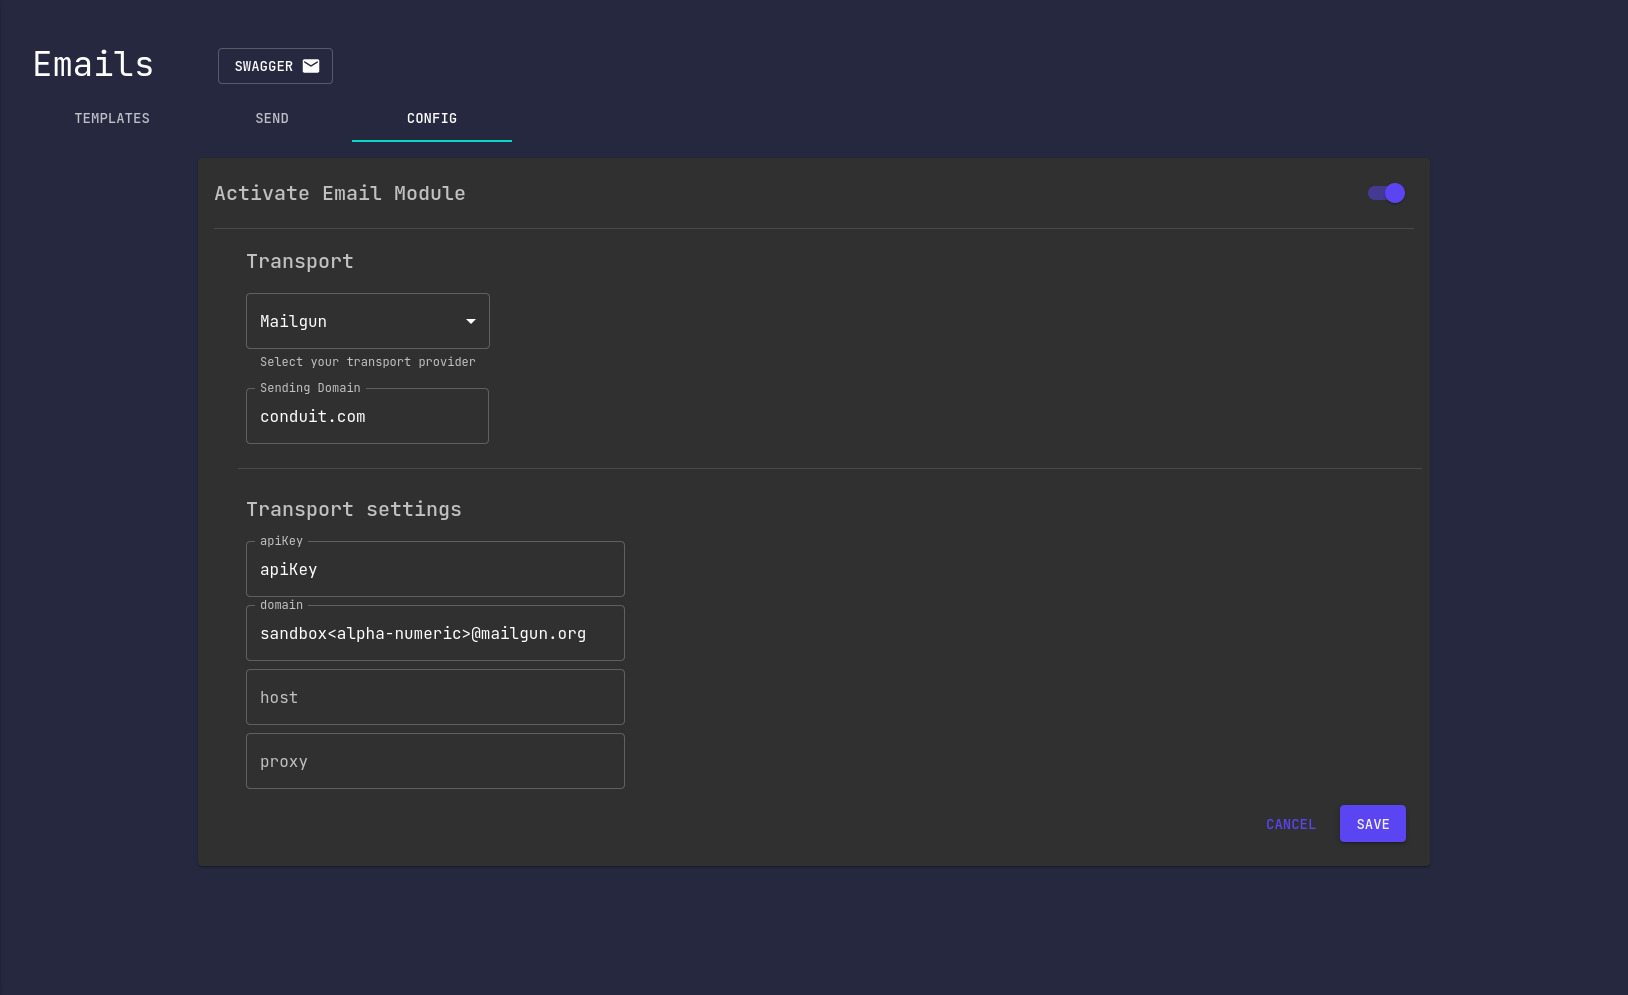 Emails
SWAGGER
TEMPLATES SEND CONFIG
Activate Email Module
Transport
Mailgun
Select your transport provider
Sending Domain
conduit.com
Transport settings
apiKey
apiKey
domain
sandbox<alpha-numeric>@mailgun.org
host
proxy
CANCEL SAVE